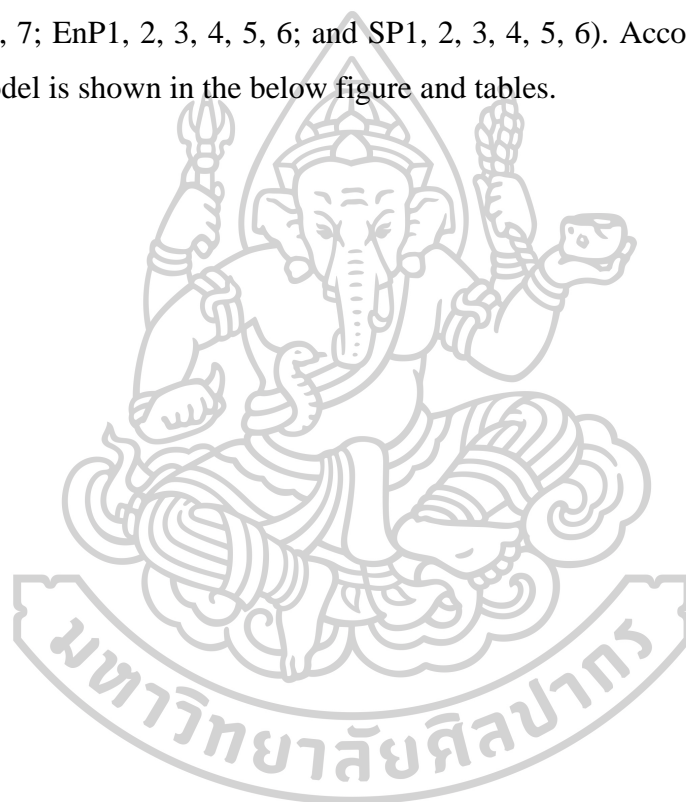 , 7; EnP1, 2, 3, 4, 5, 6; and SP1, 2, 3, 4, 5, 6). Acco
odel is shown in the below figure and tables.
มหาวิทยาลัยศิลปากร